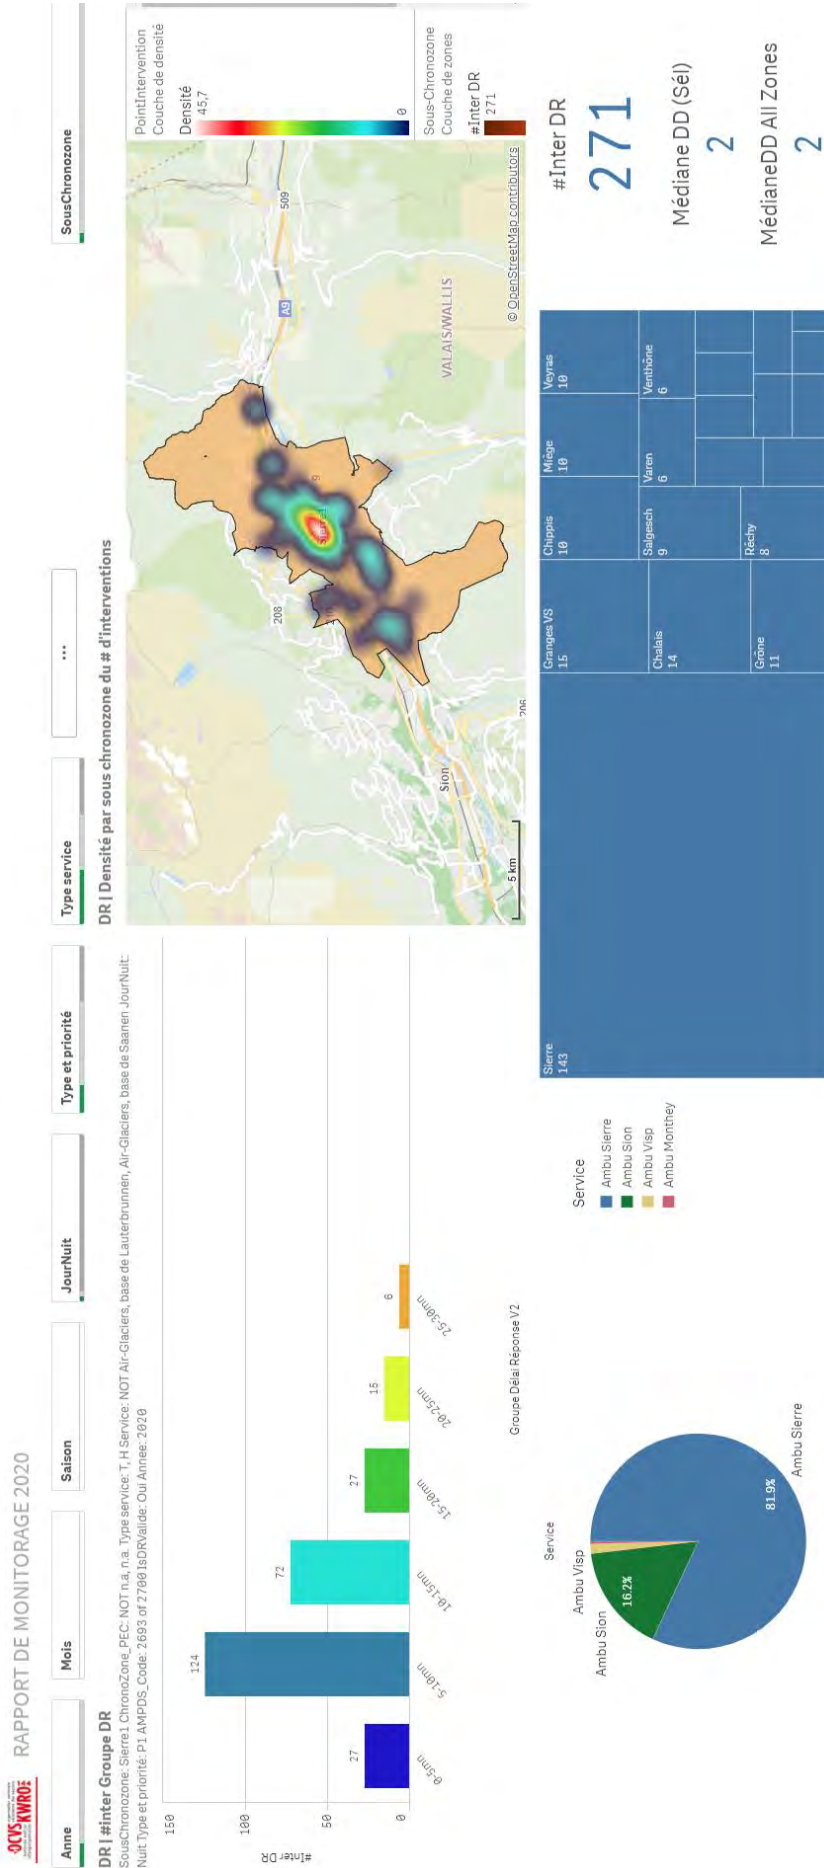 OCVS
KWRO
RAPPORT DE MONITORAGE 2020
Anne
Mois
Saison
JourNuit
Type et priorité
Type service
...
SousChronozone
DR | #inter Groupe DR
SousChronozone: Sierre1 ChronoZone_PEC: NOT n.a, n.a. Type service: T, H Service: NOT Air-Glaciers, base de Lauterbrunnen, Air-Glaciers, base de Saanen JourNuit:
Nuit Type et priorité: P1 AMPDS_Code: 2693 of 2700 IsDRValide: Oui Annee: 2020
#Inter DR
150
100
50
0
27
124
72
27
15
6
0-5mn
5-10mn
10-15mn
15-20mn
20-25mn
25-30mn
Groupe Délai Réponse V2
DR | Densité par sous chronozone du # d'interventions
Sion
206
208
9
509
A9
VALAIS/WALLIS
5 km
© OpenStreetMap contributors
PointIntervention
Couche de densité
Densité
45,7
0
Sous-Chronozone
Couche de zones
#Inter DR
271
Service
Ambu Visp
Ambu Sion
16.2%
81.9%
Ambu Sierre
Service
Ambu Sierre
Ambu Sion
Ambu Visp
Ambu Monthey
Sierre
143
Granges VS
15
Chalais
14
Grône
11
Chippis
10
Miège
10
Veyras
10
Salgesch
9
Réchy
8
Varen
6
Venthône
6
#Inter DR
271
Médiane DD (Sél)
2
MédianeDD All Zones
2